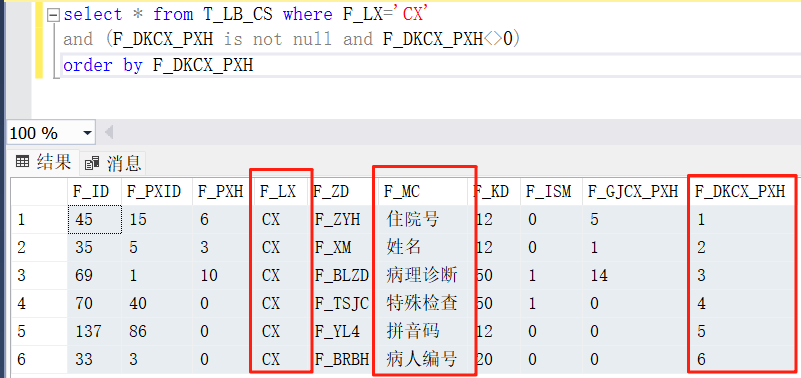 select * from T_LB_CS where F_LX='CX'
and (F_DKCX_PXH is not null and F_DKCX_PXH<>0)
order by F_DKCX_PXH
100 %
结果 消息
F_ID F_PXID F_PXH F_LX F_ZD F_MC F_KD F_ISM F_GJCX_PXH F_DKCX_PXH
1 45 15 6 CX F_ZYH 住院号 12 0 5 1
2 35 5 3 CX F_XM 姓名 12 0 1 2
3 69 1 10 CX F_BLZD 病理诊断 50 1 14 3
4 70 40 0 CX F_TSJC 特殊检查 50 1 0 4
5 137 86 0 CX F_YL4 拼音码 12 0 0 5
6 33 3 0 CX F_BRBH 病人编号 20 0 0 6